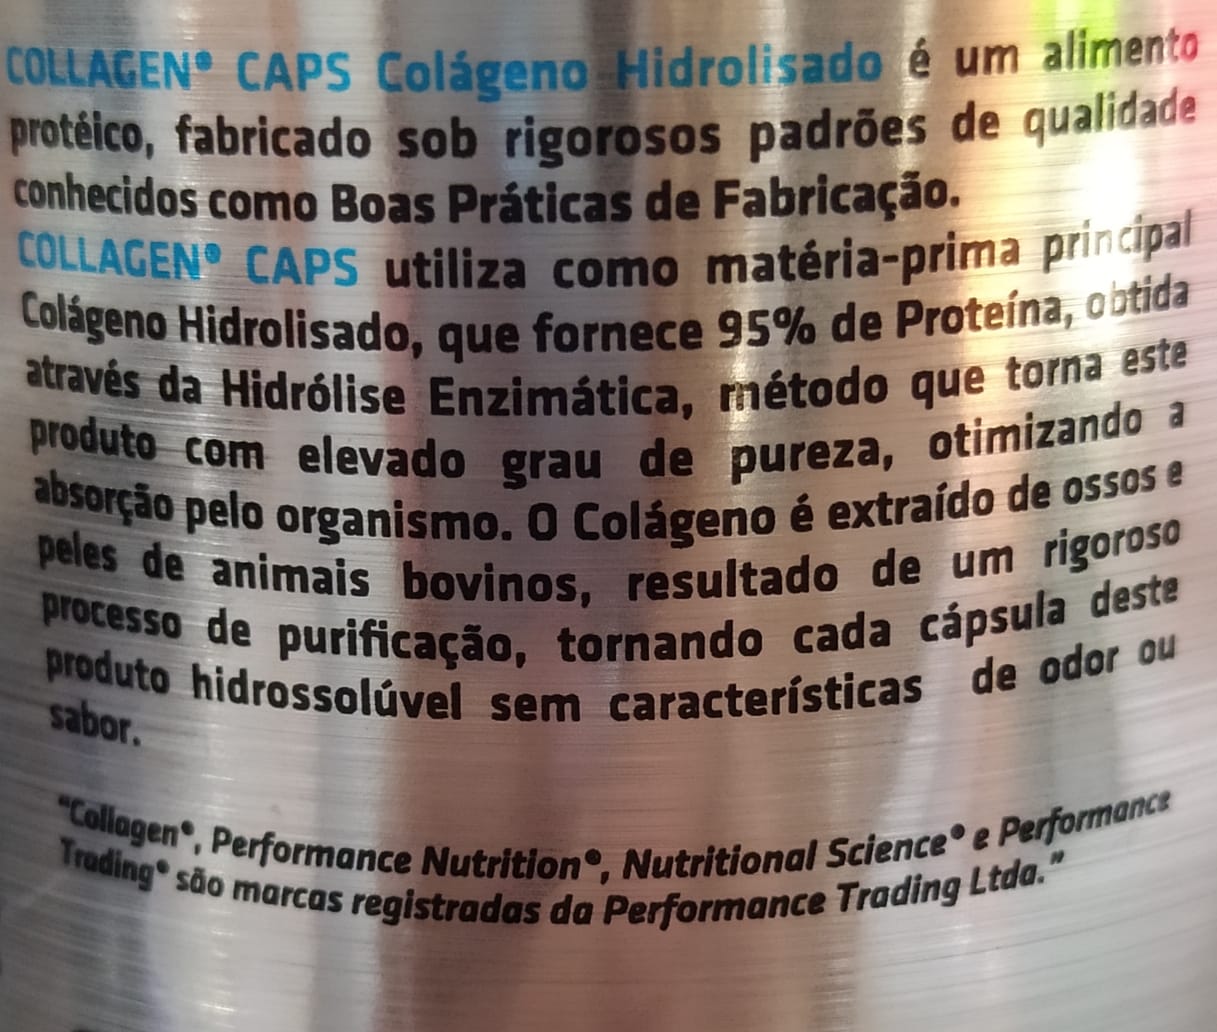 COLLAGEN® CAPS Colágeno Hidrolisado é um alimento
protéico, fabricado sob rigorosos padrões de qualidade
conhecidos como Boas Práticas de Fabricação.
COLLAGEN® CAPS utiliza como matéria-prima principal
Colágeno Hidrolisado, que fornece 95% de Proteína, obtida
através da Hidrólise Enzimática, método que torna este
produto com elevado grau de pureza, otimizando a
absorção pelo organismo. O Colágeno é extraído de ossos e
peles de animais bovinos, resultado de um rigoroso
processo de purificação, tornando cada cápsula deste
produto hidrossolúvel sem características de odor ou
sabor.
"Collagen®, Performance Nutrition®, Nutritional Science® e Performance
Trading® são marcas registradas da Performance Trading Ltda."